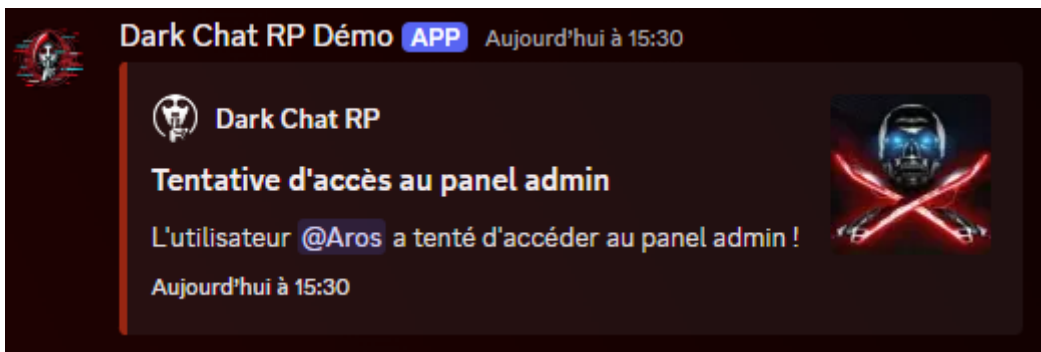 Dark Chat RP Démo APP Aujourd’hui à 15:30
Dark Chat RP
Tentative d'accès au panel admin
L'utilisateur @Aros a tenté d'accéder au panel admin !
Aujourd’hui à 15:30